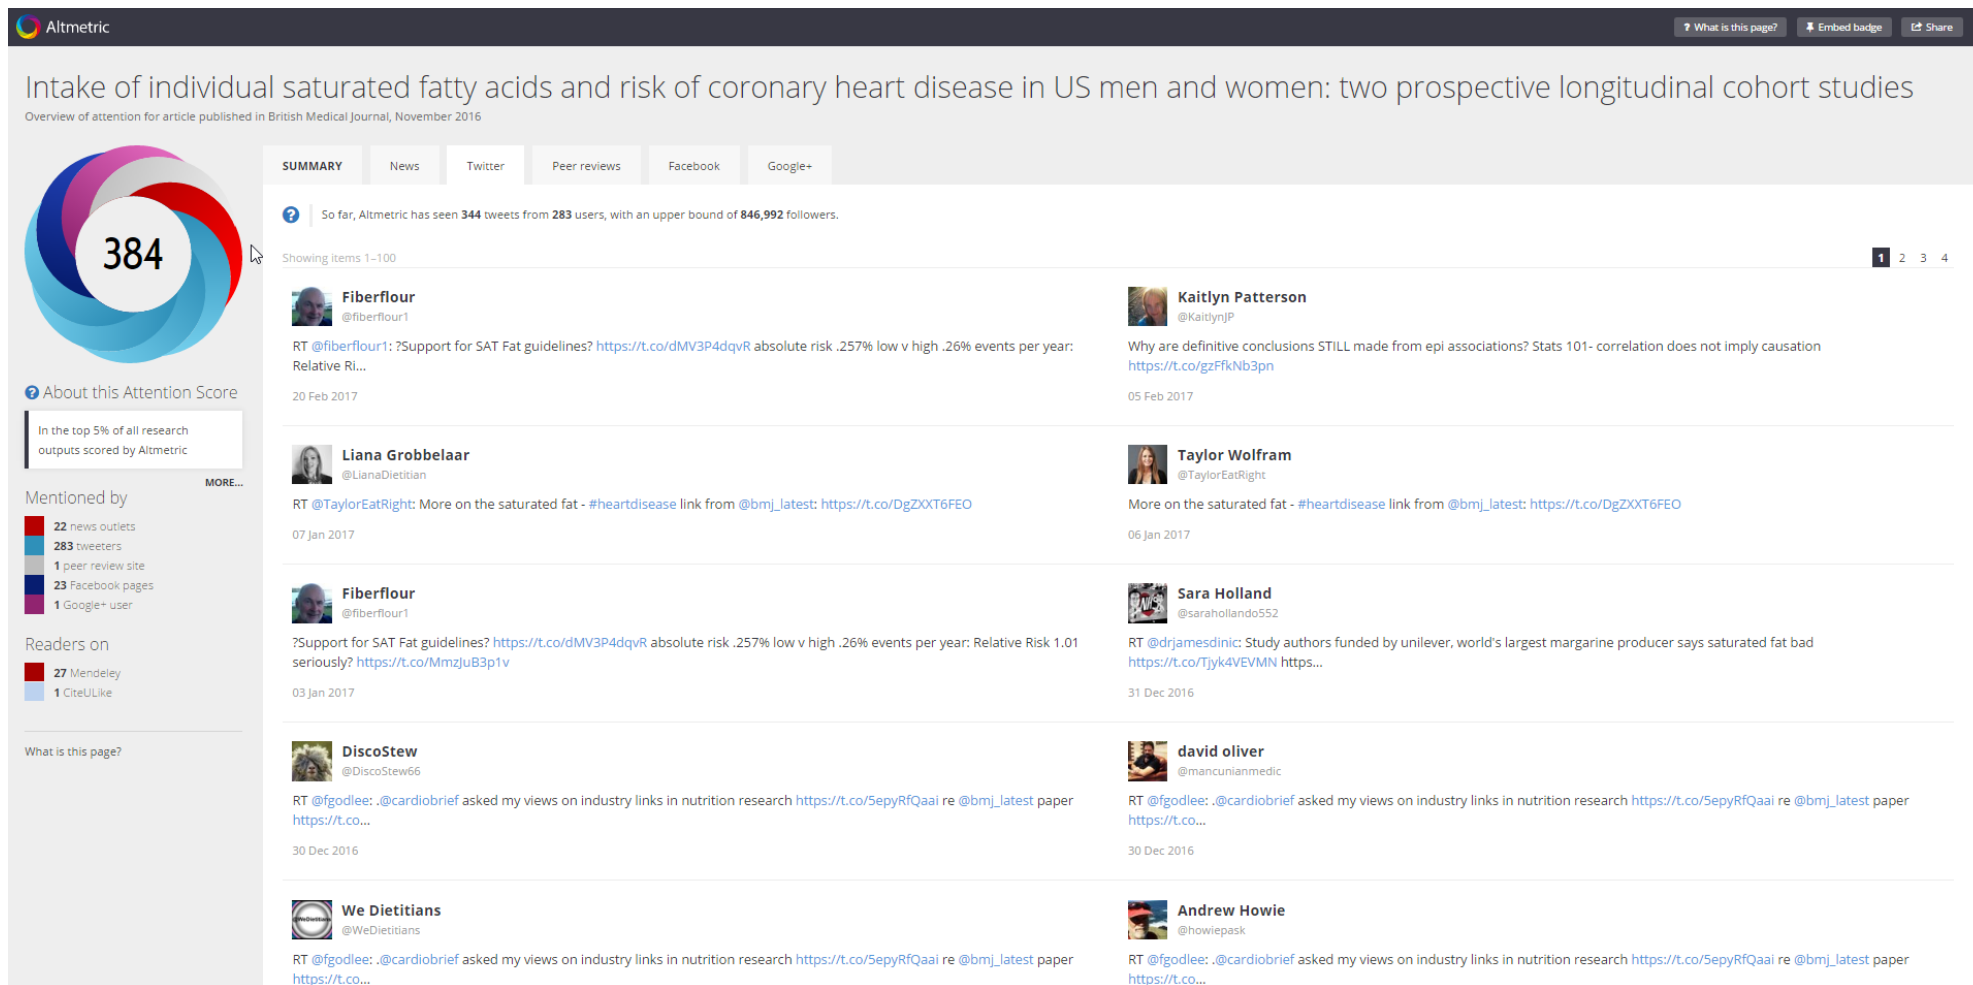 Altmetric
? What is this page?
Embed badge
Share
Intake of individual saturated fatty acids and risk of coronary heart disease in US men and women: two prospective longitudinal cohort studies
Overview of attention for article published in British Medical Journal, November 2016
384
? About this Attention Score
In the top 5% of all research
outputs scored by Altmetric
MORE...
Mentioned by
22 news outlets
283 tweeters
1 peer review site
23 Facebook pages
1 Google+ user
Readers on
27 Mendeley
1 CiteULike
What is this page?
SUMMARY
News
Twitter
Peer reviews
Facebook
Google+
? So far, Altmetric has seen 344 tweets from 283 users, with an upper bound of 846,992 followers.
Showing items 1–100
1 2 3 4
Fiberflour
@fiberflour1
RT @fiberflour1: ?Support for SAT Fat guidelines? https://t.co/dMV3P4dqvR absolute risk .257% low v high .26% events per year:
Relative Ri...
20 Feb 2017
Kaitlyn Patterson
@KaitlynJP
Why are definitive conclusions STILL made from epi associations? Stats 101- correlation does not imply causation
https://t.co/gzFfkNb3pn
05 Feb 2017
Liana Grobbelaar
@LianaDietitian
RT @TaylorEatRight: More on the saturated fat - #heartdisease link from @bmj_latest: https://t.co/DgZXXT6FEO
07 Jan 2017
Taylor Wolfram
@TaylorEatRight
More on the saturated fat - #heartdisease link from @bmj_latest: https://t.co/DgZXXT6FEO
06 Jan 2017
Fiberflour
@fiberflour1
?Support for SAT Fat guidelines? https://t.co/dMV3P4dqvR absolute risk .257% low v high .26% events per year: Relative Risk 1.01
seriously? https://t.co/MmzJuB3p1v
03 Jan 2017
Sara Holland
@sarahollando552
RT @drjamesdinic: Study authors funded by unilever, world's largest margarine producer says saturated fat bad
https://t.co/Tjyk4VEVMN https...
31 Dec 2016
DiscoStew
@DiscoStew66
RT @fgodlee: .@cardiobrief asked my views on industry links in nutrition research https://t.co/5epyRfQaai re @bmj_latest paper
https://t.co...
30 Dec 2016
david oliver
@mancunianmedic
RT @fgodlee: .@cardiobrief asked my views on industry links in nutrition research https://t.co/5epyRfQaai re @bmj_latest paper
https://t.co...
30 Dec 2016
@WeDietitians
We Dietitians
@WeDietitians
RT @fgodlee: .@cardiobrief asked my views on industry links in nutrition research https://t.co/5epyRfQaai re @bmj_latest paper
https://t.co...
Andrew Howie
@howiepask
RT @fgodlee: .@cardiobrief asked my views on industry links in nutrition research https://t.co/5epyRfQaai re @bmj_latest paper
https://t.co...